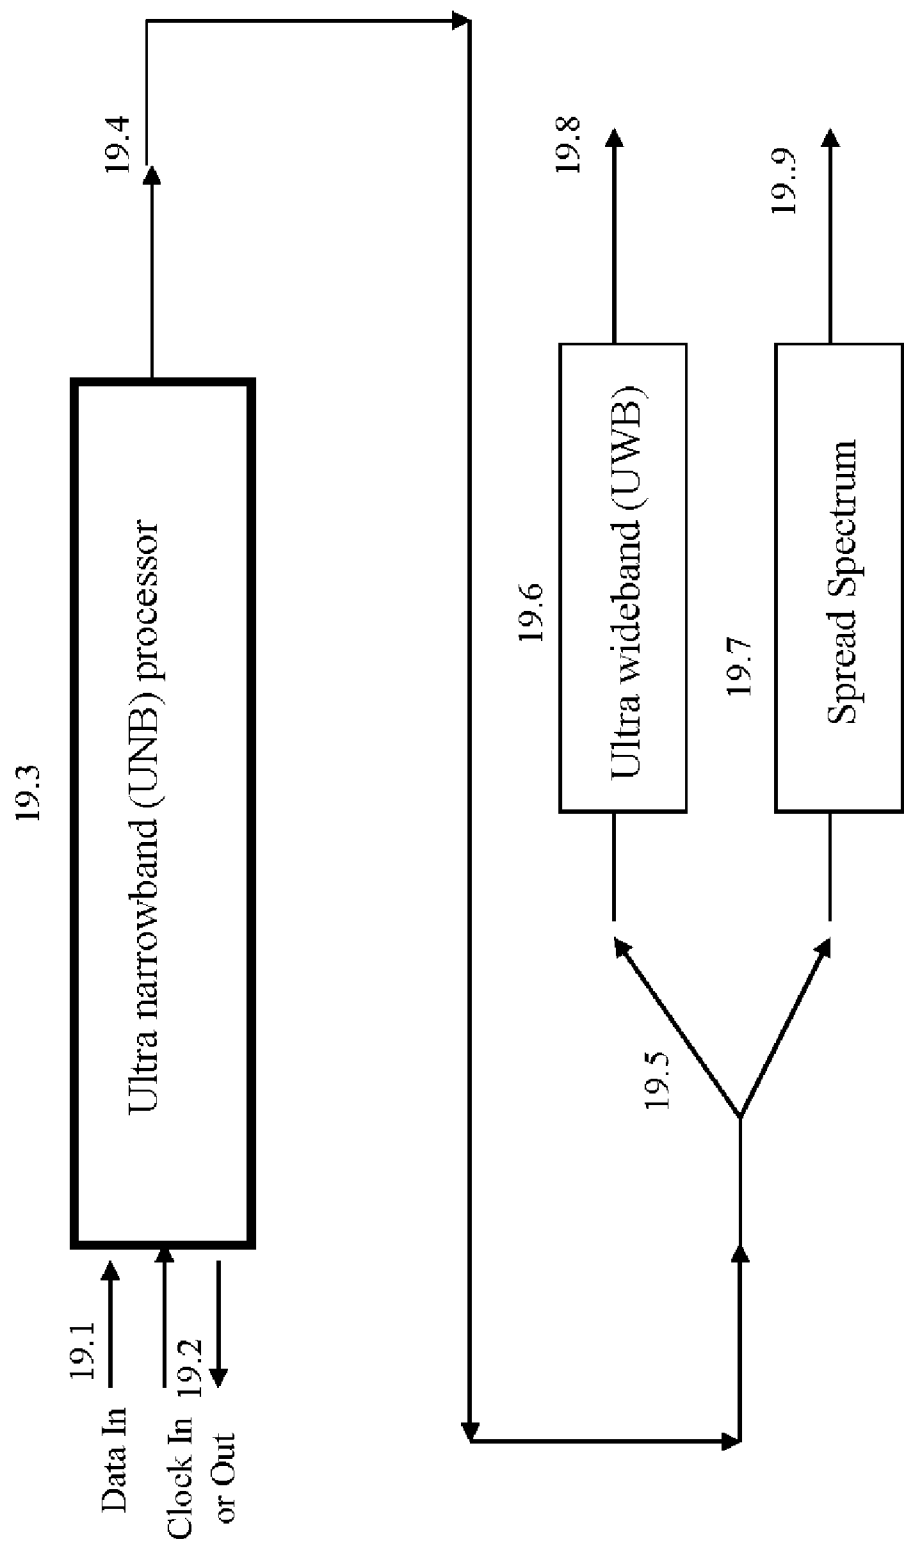 19.3
19.1
Data In
Clock In
19.2
or Out
Ultra narrowband (UNB) processor
19.4
19.5
19.6
Ultra wideband (UWB)
19.8
19.7
Spread Spectrum
19..9